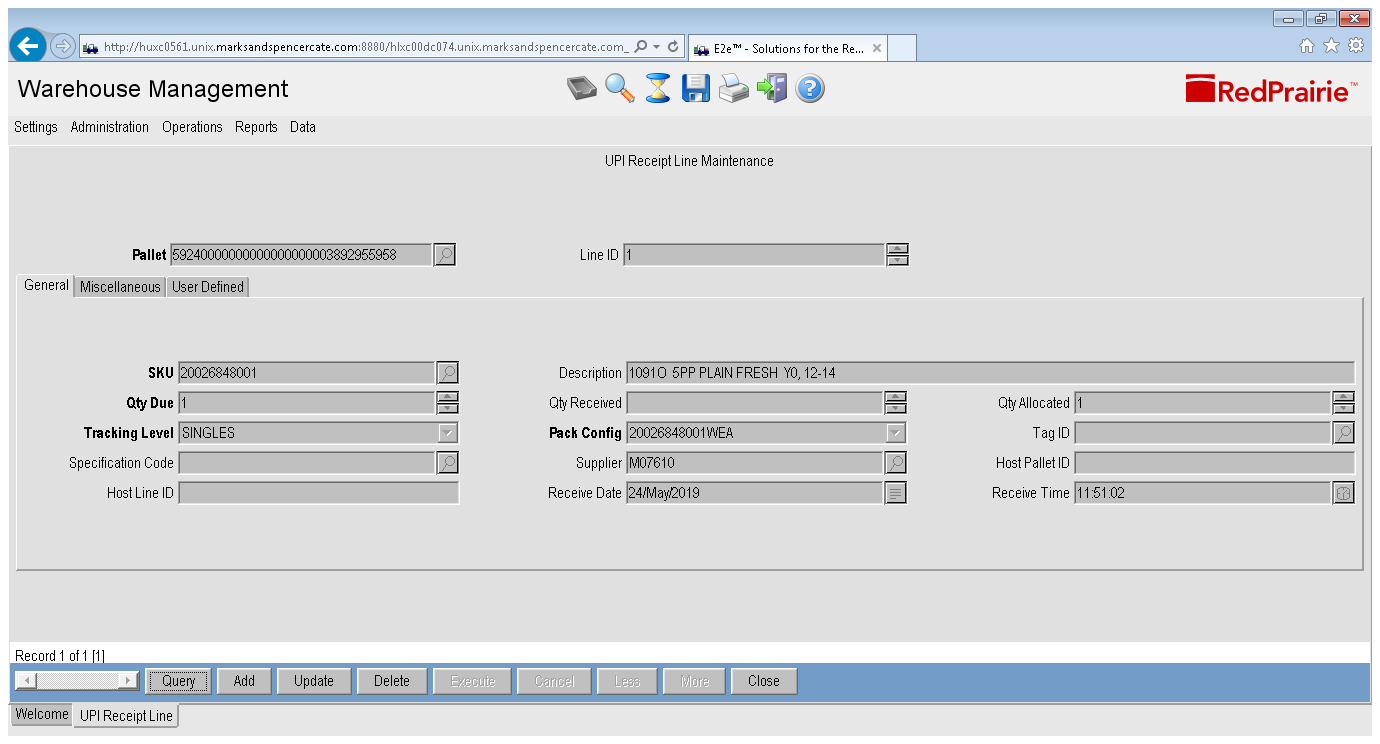 http://huxc0561.unix.marksandspencercate.com:8880/hlxc00dc074.unix.marksandspencercate.com_
E2e™ - Solutions for the Re...
Warehouse Management
RedPrairie™
Settings Administration Operations Reports Data
UPI Receipt Line Maintenance
Line ID 1
General Miscellaneous User Defined
SKU 20026848001 Description 1091O 5PP PLAIN FRESH Y0, 12-14
Qty Due 1 Qty Received Qty Allocated 1
Tracking Level SINGLES Pack Config 20026848001WEA Tag ID
Specification Code Supplier M07610 Host Pallet ID
Host Line ID Receive Date 24/May/2019 Receive Time 11:51:02
Record 1 of 1 [1]
Query Add Update Delete Execute Cancel Less More Close
Welcome UPI Receipt Line